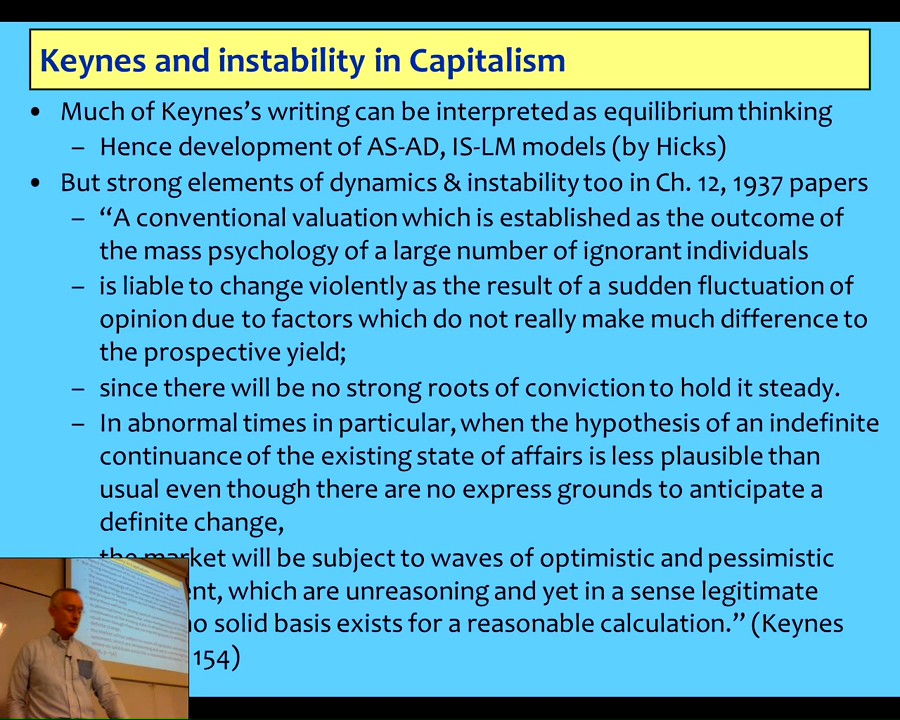 Keynes and instability in Capitalism
• Much of Keynes's writing can be interpreted as equilibrium thinking
– Hence development of AS-AD, IS-LM models (by Hicks)
• But strong elements of dynamics & instability too in Ch. 12, 1937 papers
– “A conventional valuation which is established as the outcome of
the mass psychology of a large number of ignorant individuals
– is liable to change violently as the result of a sudden fluctuation of
opinion due to factors which do not really make much difference to
the prospective yield;
– since there will be no strong roots of conviction to hold it steady.
– In abnormal times in particular, when the hypothesis of an indefinite
continuance of the existing state of affairs is less plausible than
usual even though there are no express grounds to anticipate a
definite change,
the market will be subject to waves of optimistic and pessimistic
which are unreasoning and yet in a sense legitimate
no solid basis exists for a reasonable calculation.” (Keynes
154)